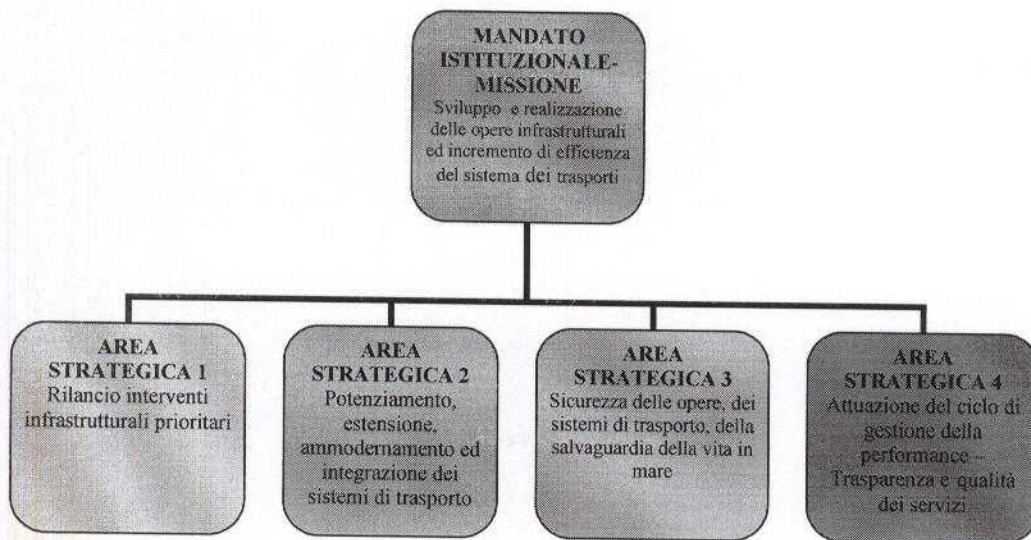 MANDATO
ISTITUZIONALE-
MISSIONE
Sviluppo e realizzazione
delle opere infrastrutturali
ed incremento di efficienza
del sistema dei trasporti
AREA
STRATEGICA 1
Rilancio interventi
infrastrutturali prioritari
AREA
STRATEGICA 2
Potenziamento,
estensione,
ammodernamento ed
integrazione dei
sistemi di trasporto
AREA
STRATEGICA 3
Sicurezza delle opere, dei
sistemi di trasporto, della
salvaguardia della vita in
mare
AREA
STRATEGICA 4
Attuazione del ciclo di
gestione della
performance –
Trasparenza e qualità
dei servizi